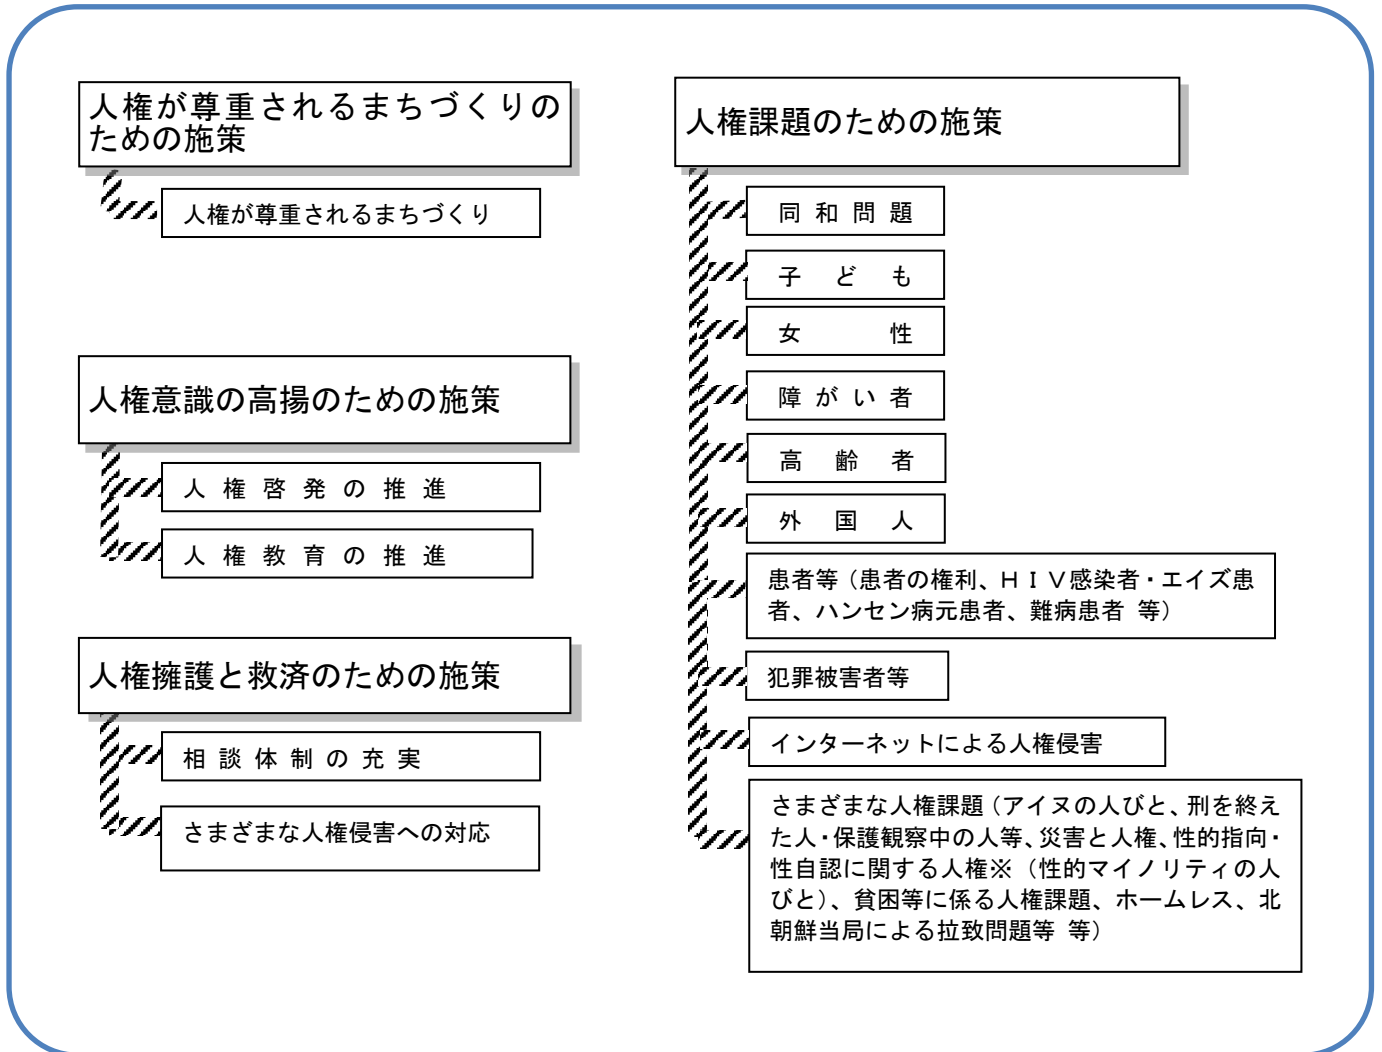 人権が尊重されるまちづくりの
ための施策
人権が尊重されるまちづくり
人権意識の高揚のための施策
人権啓発の推進
人権教育の推進
人権擁護と救済のための施策
相談体制の充実
さまざまな人権侵害への対応
人権課題のための施策
同和問題
子ども
女性
障がい者
高齢者
外国人
患者等（患者の権利、ＨＩＶ感染者・エイズ患
者、ハンセン病元患者、難病患者 等）
犯罪被害者等
インターネットによる人権侵害
さまざまな人権課題（アイヌの人びと、刑を終え
た人・保護観察中の人等、災害と人権、性的指向・
性自認に関する人権※（性的マイノリティの人
びと）、貧困等に係る人権課題、ホームレス、北
朝鮮当局による拉致問題等 等）